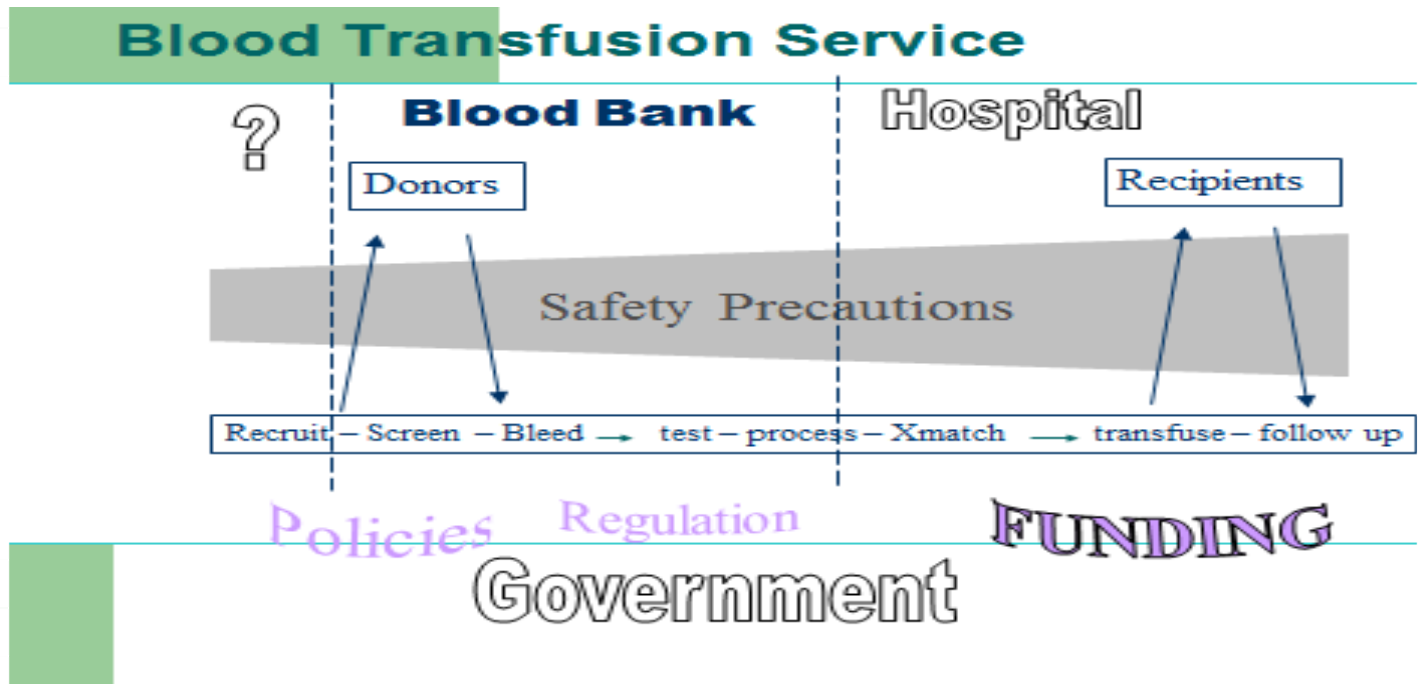 Blood Transfusion Service
?
Blood Bank
Hospital
Donors
Recipients
Safety Precautions
Recruit – Screen – Bleed → test – process – Xmatch → transfuse – follow up
Policies
Regulation
FUNDING
Government